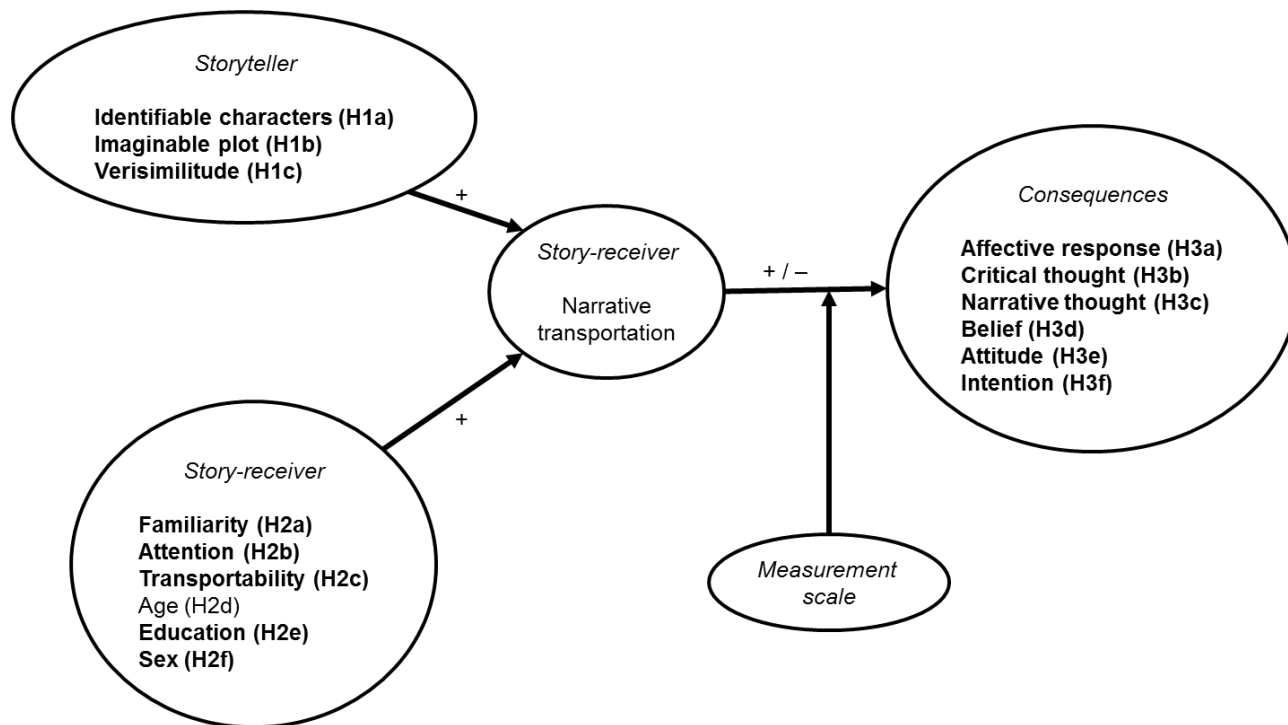 Storyteller
Identifiable characters (H1a)
Imaginable plot (H1b)
Verisimilitude (H1c)
+
Story-receiver
Narrative
transportation
+ / –
Consequences
Affective response (H3a)
Critical thought (H3b)
Narrative thought (H3c)
Belief (H3d)
Attitude (H3e)
Intention (H3f)
+
Story-receiver
Familiarity (H2a)
Attention (H2b)
Transportability (H2c)
Age (H2d)
Education (H2e)
Sex (H2f)
Measurement
scale